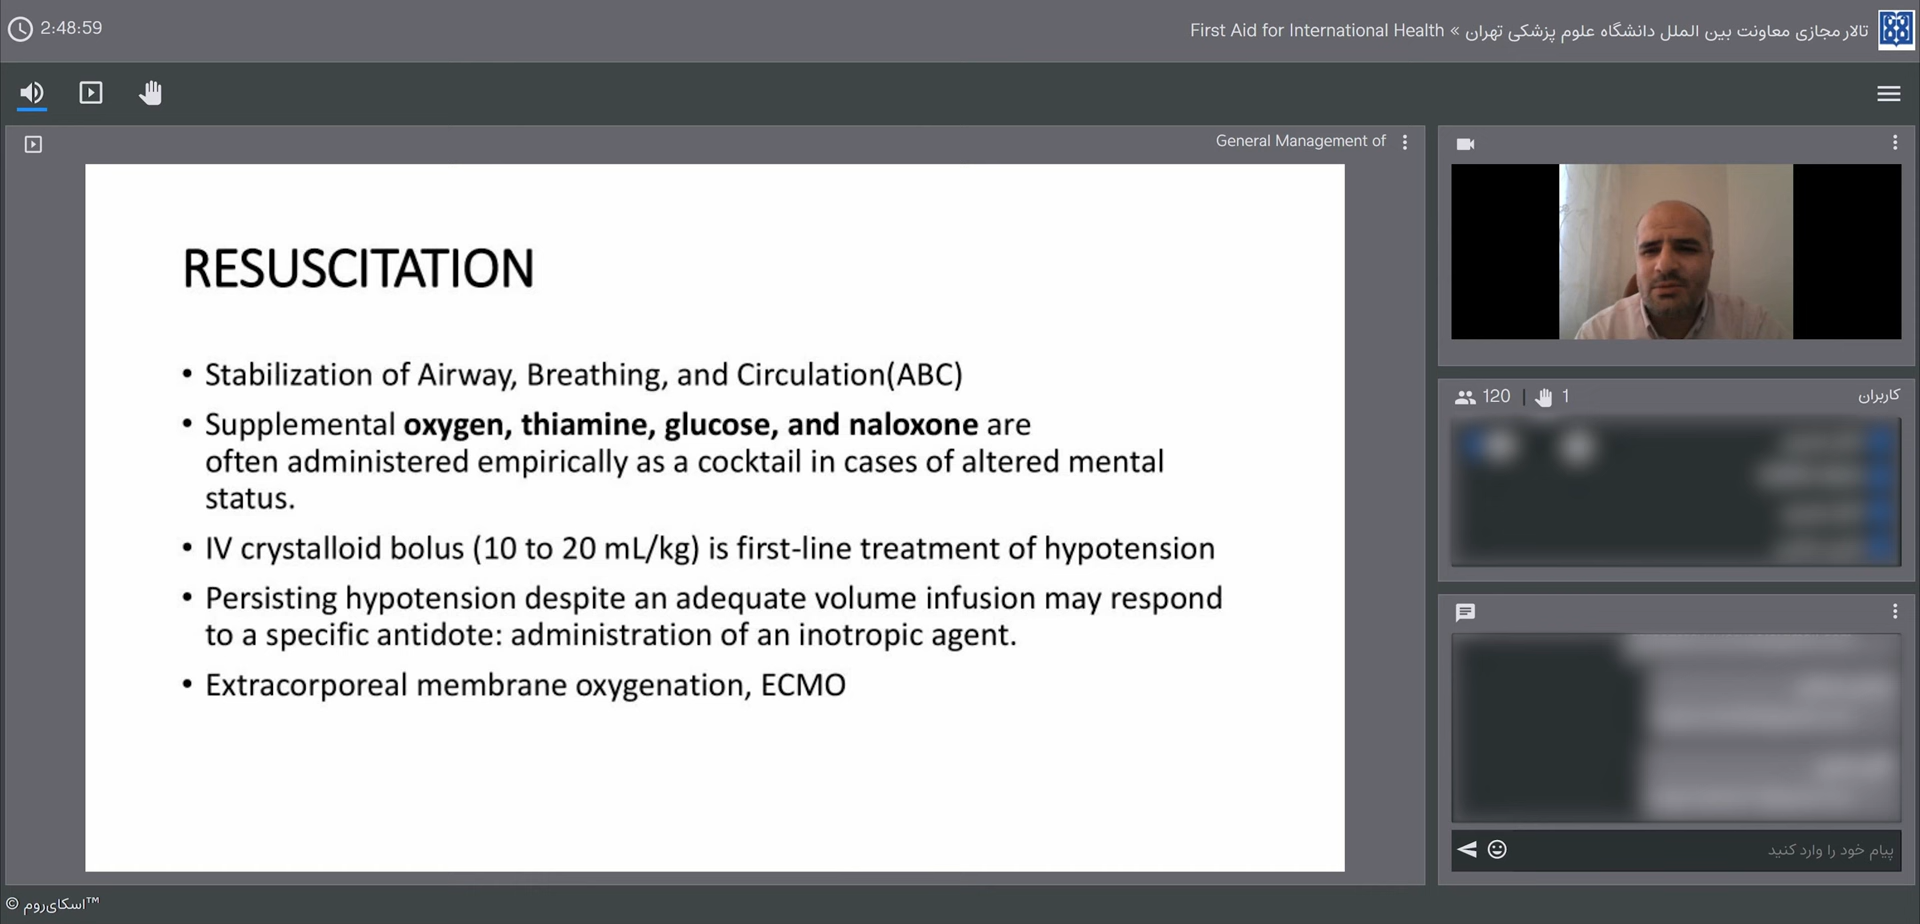 2:48:59
First Aid for International Health « تالار مجازی معاونت بین الملل دانشگاه علوم پزشکی تهران
General Management of
RESUSCITATION
• Stabilization of Airway, Breathing, and Circulation(ABC)
• Supplemental oxygen, thiamine, glucose, and naloxone are
often administered empirically as a cocktail in cases of altered mental
status.
• IV crystalloid bolus (10 to 20 mL/kg) is first-line treatment of hypotension
• Persisting hypotension despite an adequate volume infusion may respond
to a specific antidote: administration of an inotropic agent.
• Extracorporeal membrane oxygenation, ECMO
120 | 1
کاربران
پیام خود را وارد کنید
© اسکای‌روم™